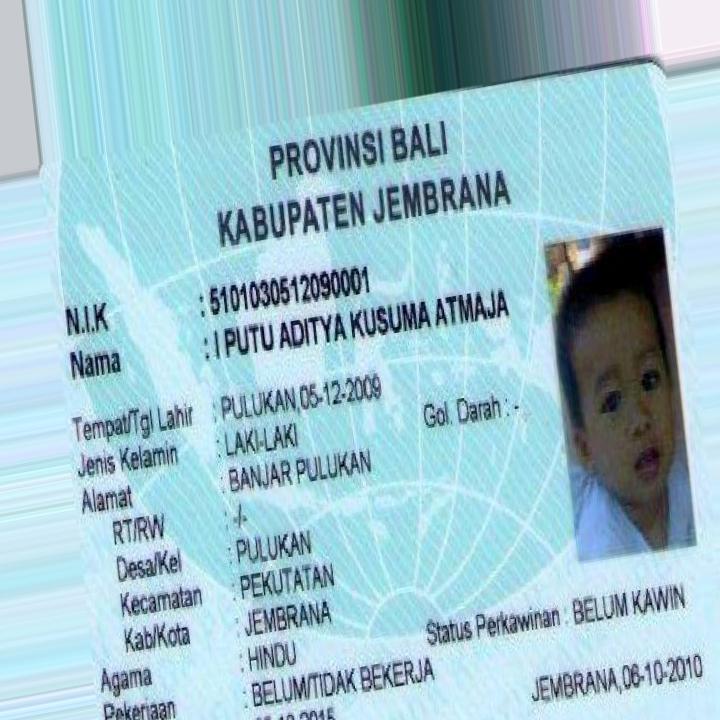 PROVINSI BALI
KABUPATEN JEMBRANA
N.I.K : 5101030512090001
Nama : I PUTU ADITYA KUSUMA ATMAJA
Tempat/Tgl Lahir : PULUKAN,05-12-2009
Jenis Kelamin : LAKI-LAKI Gol. Darah : -
Alamat : BANJAR PULUKAN
RT/RW : -/-
Desa/Kel : PULUKAN
Kecamatan : PEKUTATAN
Kab/Kota : JEMBRANA
Agama : HINDU Status Perkawinan : BELUM KAWIN
Pekerjaan : BELUM/TIDAK BEKERJA JEMBRANA,06-10-2010